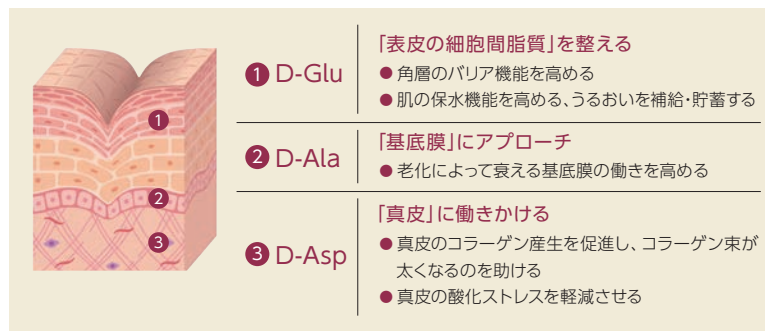 ① D-Glu
「表皮の細胞間脂質」を整える
● 角層のバリア機能を高める
● 肌の保水機能を高める、うるおいを補給・貯蓄する
② D-Ala
「基底膜」にアプローチ
● 老化によって衰える基底膜の働きを高める
③ D-Asp
「真皮」に働きかける
● 真皮のコラーゲン産生を促進し、コラーゲン束が
太くなるのを助ける
● 真皮の酸化ストレスを軽減させる
①
②
③